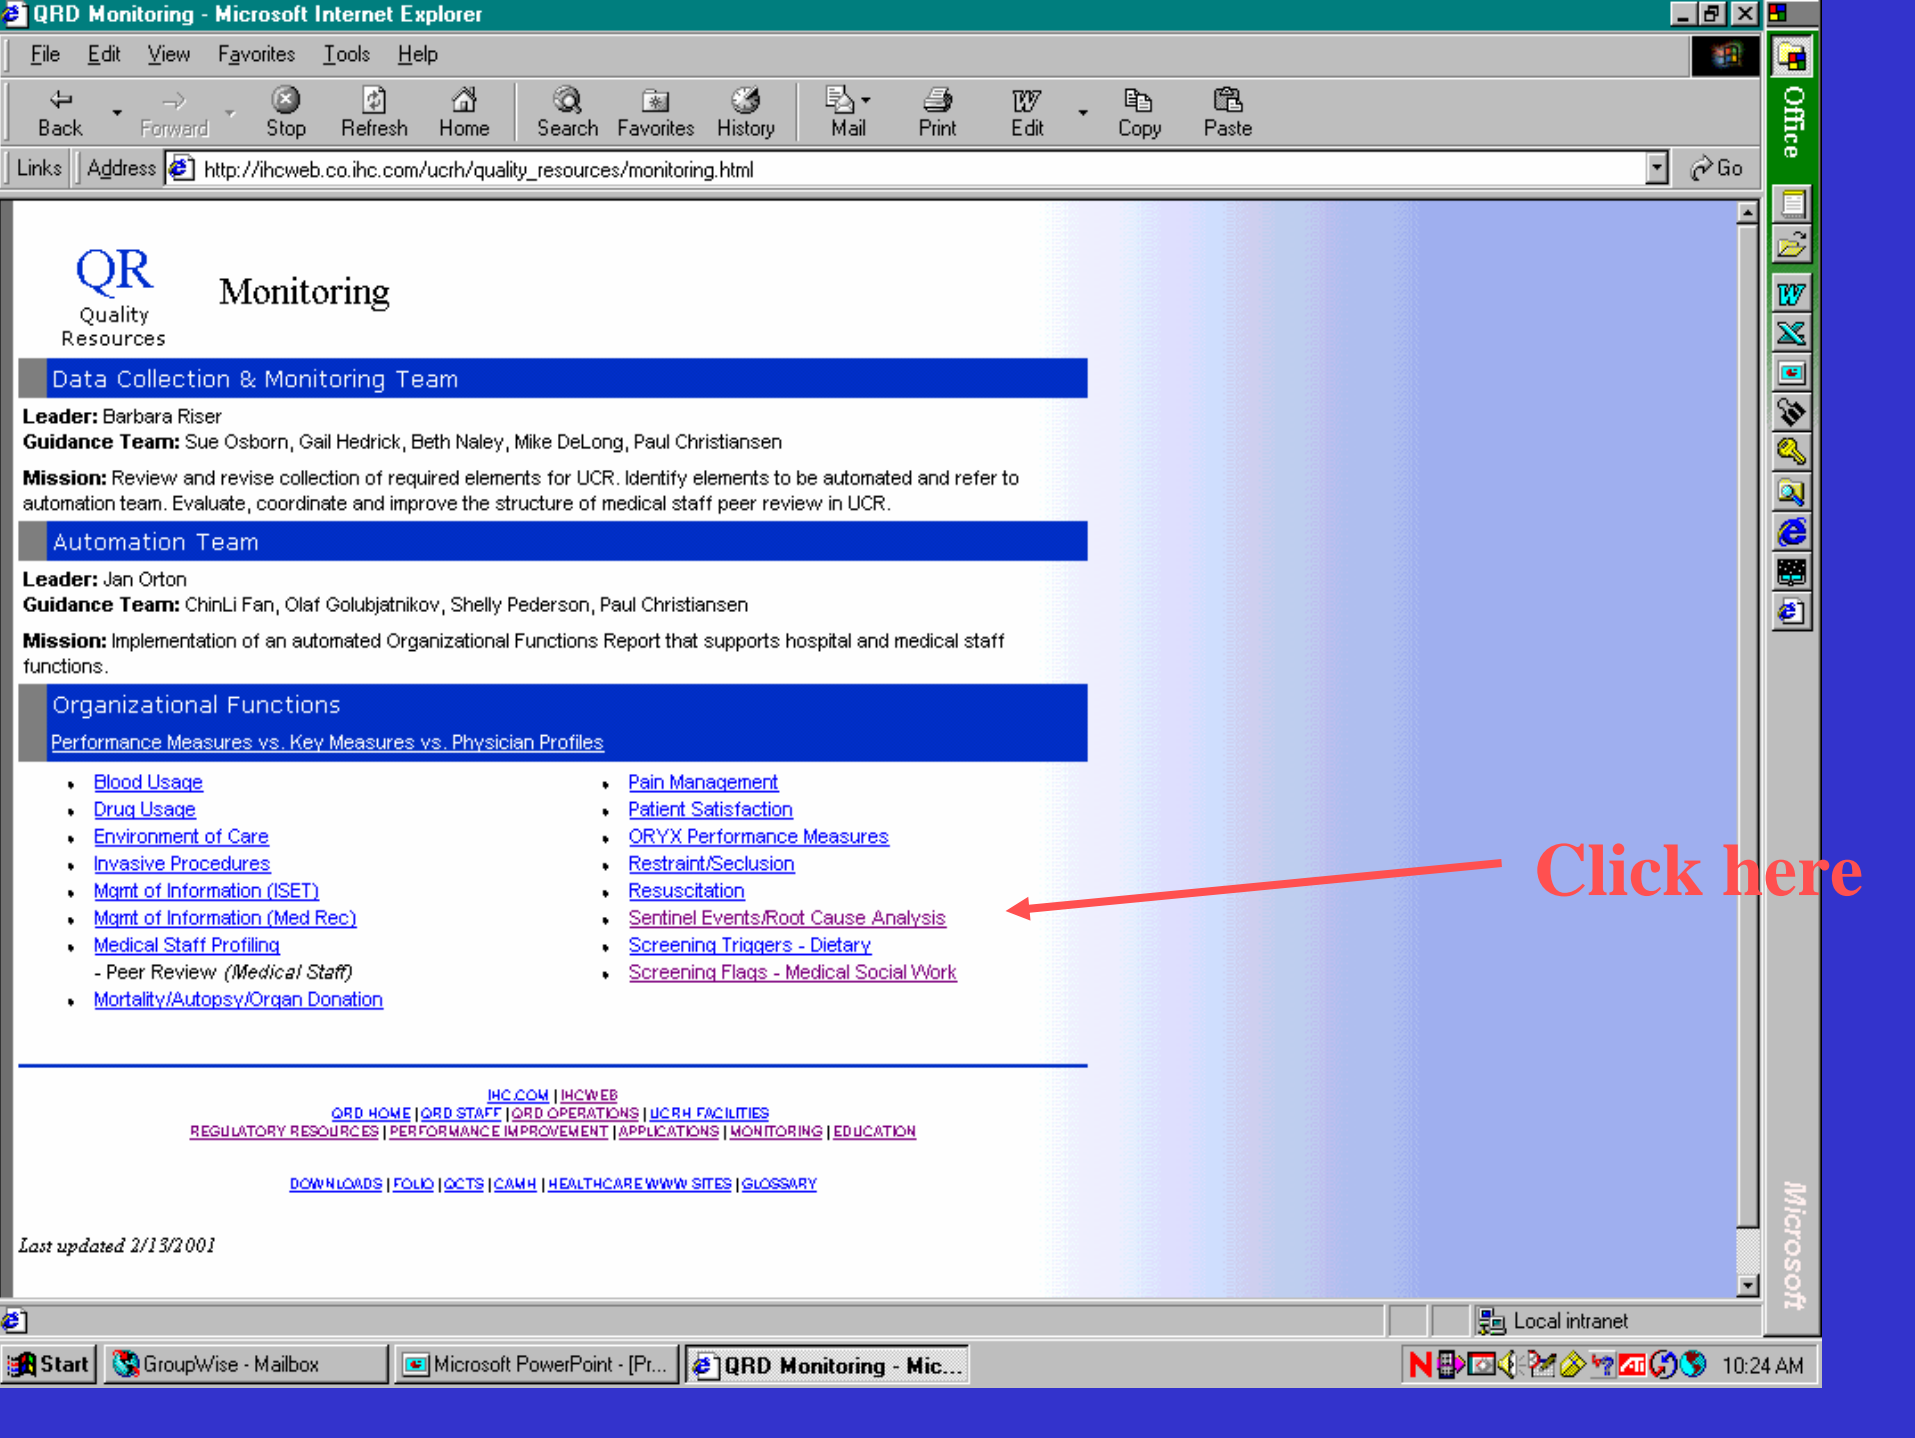 QRD Monitoring - Microsoft Internet Explorer
File Edit View Favorites Tools Help
Back Forward Stop Refresh Home Search Favorites History Mail Print Edit Copy Paste
Links Address http://ihcweb.co.ihc.com/ucrh/quality_resources/monitoring.html Go
Office
QR
Quality
Resources
Monitoring
Data Collection & Monitoring Team
Leader: Barbara Riser
Guidance Team: Sue Osborn, Gail Hedrick, Beth Naley, Mike DeLong, Paul Christiansen
Mission: Review and revise collection of required elements for UCR. Identify elements to be automated and refer to
automation team. Evaluate, coordinate and improve the structure of medical staff peer review in UCR.
Automation Team
Leader: Jan Orton
Guidance Team: ChinLi Fan, Olaf Golubjatnikov, Shelly Pederson, Paul Christiansen
Mission: Implementation of an automated Organizational Functions Report that supports hospital and medical staff
functions.
Organizational Functions
Performance Measures vs. Key Measures vs. Physician Profiles
• Blood Usage
• Drug Usage
• Environment of Care
• Invasive Procedures
• Mgmt of Information (ISET)
• Mgmt of Information (Med Rec)
• Medical Staff Profiling
- Peer Review (Medical Staff)
• Mortality/Autopsy/Organ Donation
• Pain Management
• Patient Satisfaction
• ORYX Performance Measures
• Restraint/Seclusion
• Resuscitation
• Sentinel Events/Root Cause Analysis
• Screening Triggers - Dietary
• Screening Flags - Medical Social Work
Click here
IHC.COM | IHCWEB
QRD HOME | QRD STAFF | QRD OPERATIONS | UCRH FACILITIES
REGULATORY RESOURCES | PERFORMANCE IMPROVEMENT | APPLICATIONS | MONITORING | EDUCATION
DOWNLOADS | FOLIO | QCTS | CAMH | HEALTHCARE WWW SITES | GLOSSARY
Last updated 2/13/2001
Microsoft
Local intranet
Start GroupWise - Mailbox Microsoft PowerPoint - [Pr... QRD Monitoring - Mic... 10:24 AM